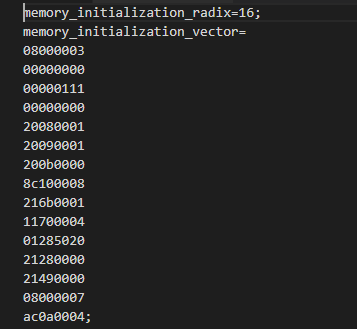 memory_initialization_radix=16;
memory_initialization_vector=
08000003
00000000
00000111
00000000
20080001
20090001
200b0000
8c100008
216b0001
11700004
01285020
21280000
21490000
08000007
ac0a0004;